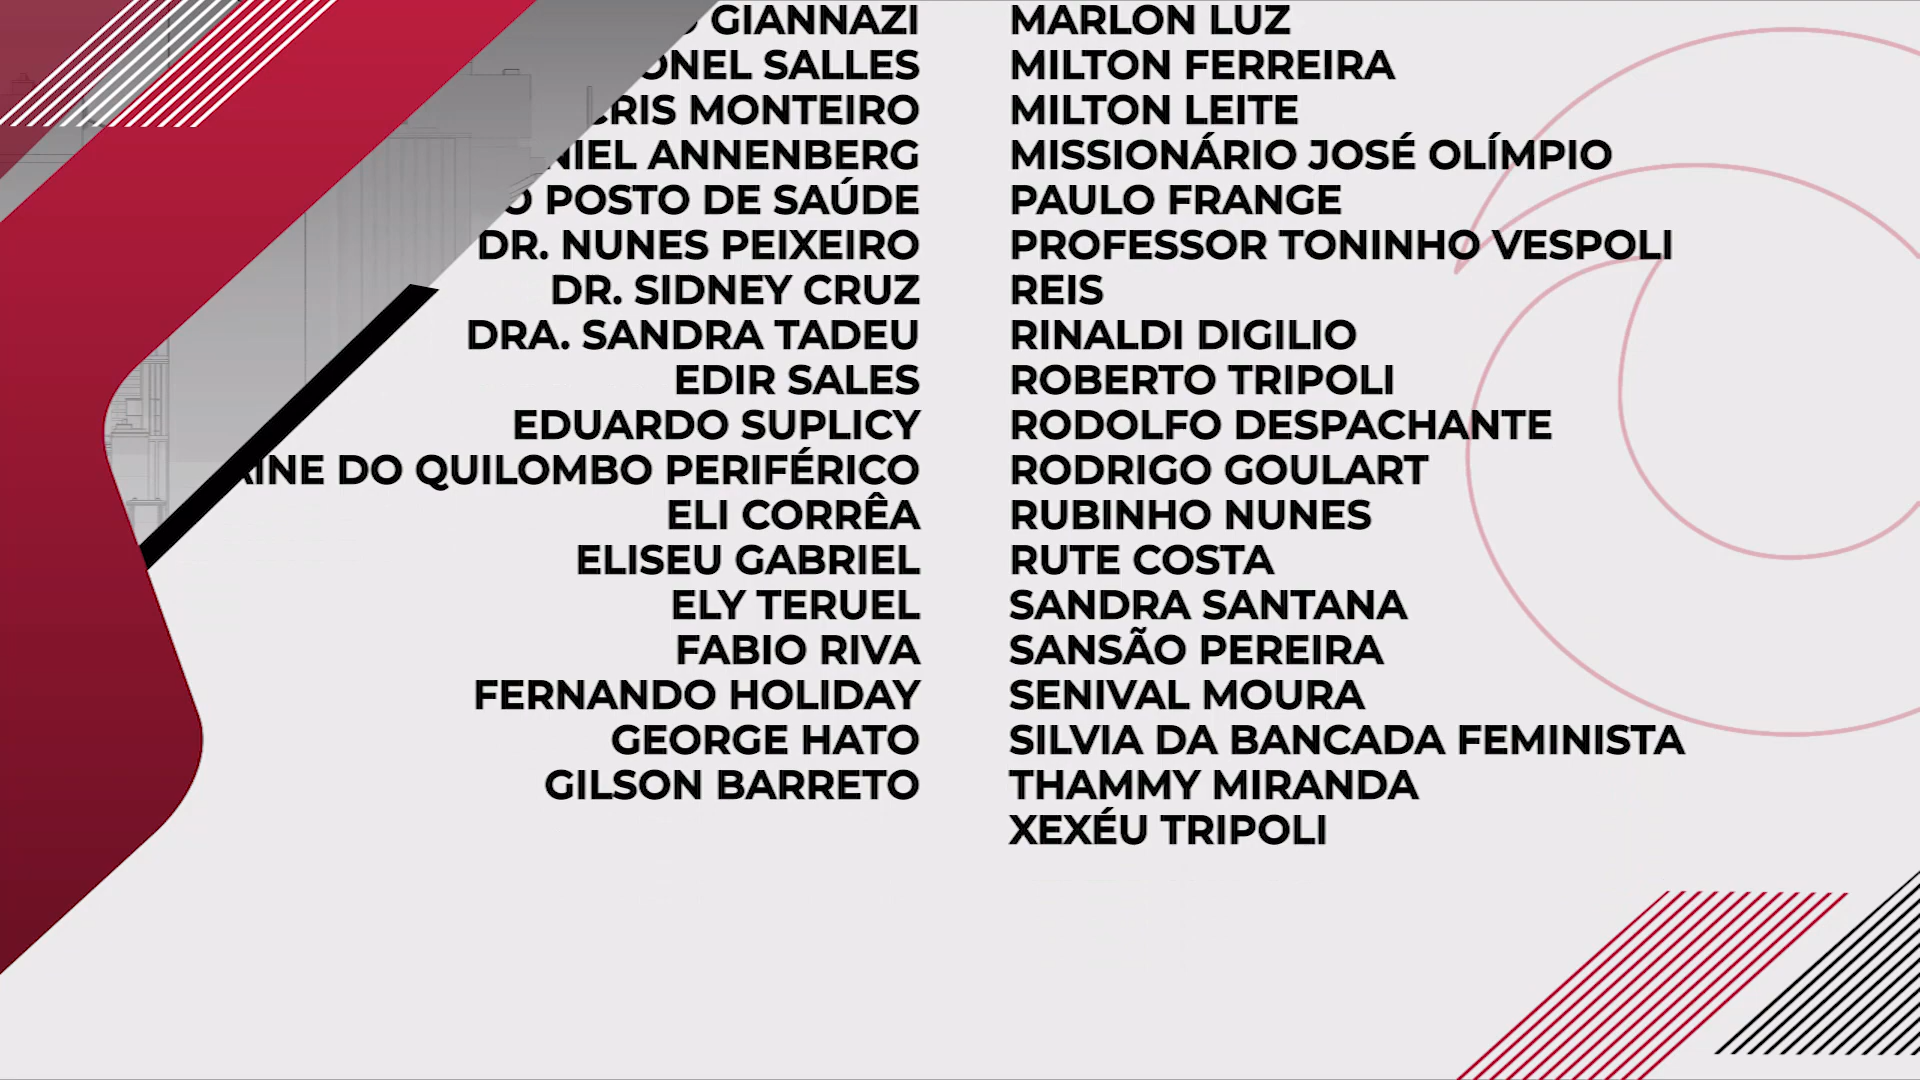 GIANNAZI
SALLES
MONTEIRO
ANNENBERG
POSTO DE SAÚDE
DR. NUNES PEIXEIRO
DR. SIDNEY CRUZ
DRA. SANDRA TADEU
EDIR SALES
EDUARDO SUPLICY
DO QUILOMBO PERIFÉRICO
ELI CORRÊA
ELISEU GABRIEL
ELY TERUEL
FABIO RIVA
FERNANDO HOLIDAY
GEORGE HATO
GILSON BARRETO
MARLON LUZ
MILTON FERREIRA
MILTON LEITE
MISSIONÁRIO JOSÉ OLÍMPIO
PAULO FRANGE
PROFESSOR TONINHO VESPOLI
REIS
RINALDI DIGILIO
ROBERTO TRIPOLI
RODOLFO DESPACHANTE
RODRIGO GOULART
RUBINHO NUNES
RUTE COSTA
SANDRA SANTANA
SANSÃO PEREIRA
SENIVAL MOURA
SILVIA DA BANCADA FEMINISTA
THAMMY MIRANDA
XEXÉU TRIPOLI